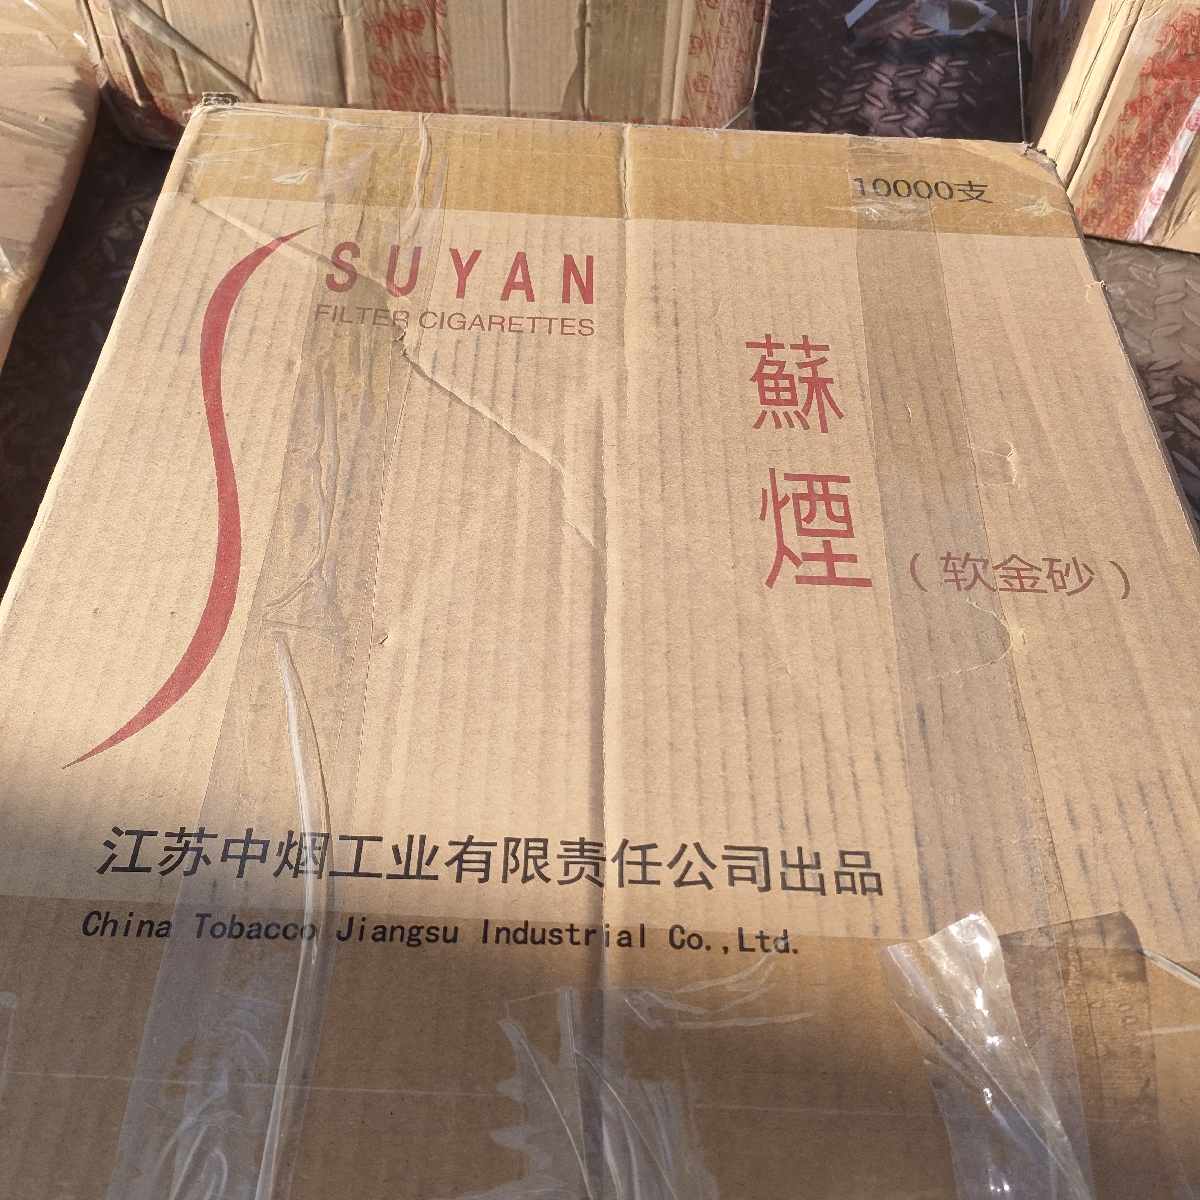 10000支
SUYAN
FILTER CIGARETTES
蘇
煙
（软金砂）
江苏中烟工业有限责任公司出品
China Tobacco Jiangsu Industrial Co.,Ltd.